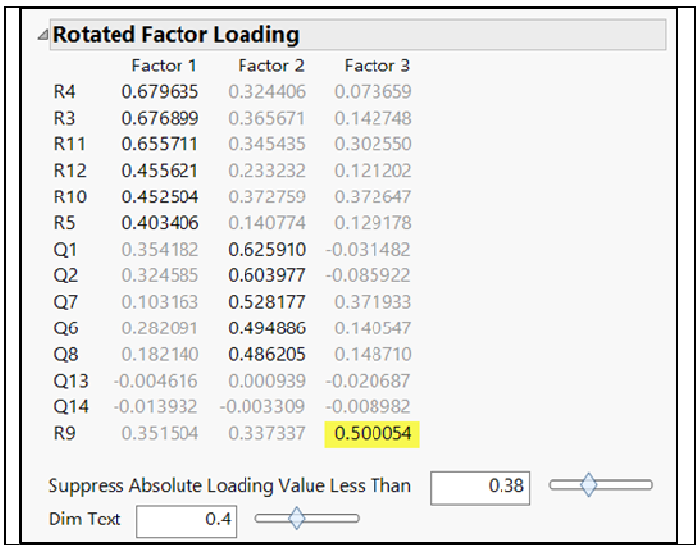 Rotated Factor Loading
Factor 1 Factor 2 Factor 3
R4 0.679635 0.324406 0.073659
R3 0.676899 0.365671 0.142748
R11 0.655711 0.345435 0.302550
R12 0.455621 0.233232 0.121202
R10 0.452504 0.372759 0.372647
R5 0.403406 0.140774 0.129178
Q1 0.354182 0.625910 -0.031482
Q2 0.324585 0.603977 -0.085922
Q7 0.103163 0.528177 0.371933
Q6 0.282091 0.494886 0.140547
Q8 0.182140 0.486205 0.148710
Q13 -0.004616 0.000939 -0.020687
Q14 -0.013932 -0.003309 -0.008982
R9 0.351504 0.337337 0.500054
Suppress Absolute Loading Value Less Than 0.38
Dim Text 0.4